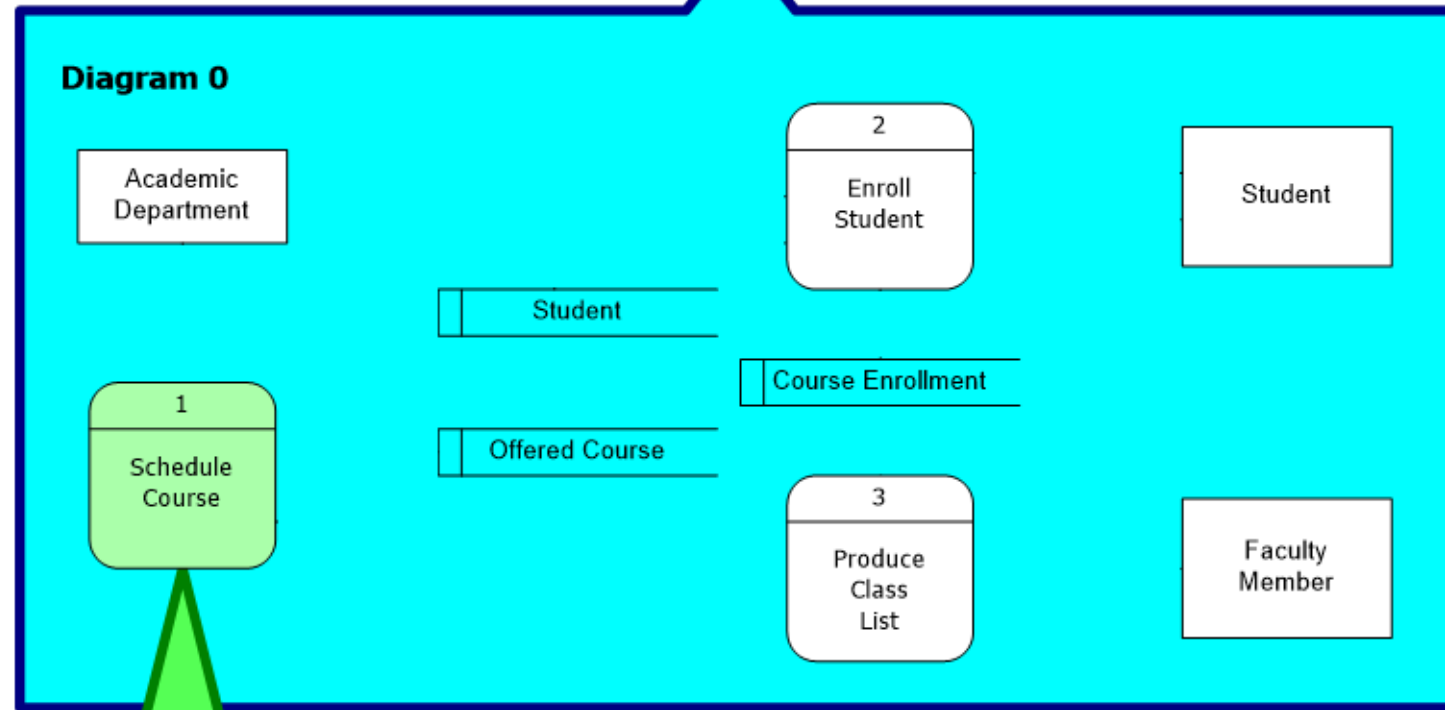 Diagram 0
Academic
Department
2
Enroll
Student
Student
Student
Course Enrollment
1
Schedule
Course
Offered Course
3
Produce
Class
List
Faculty
Member